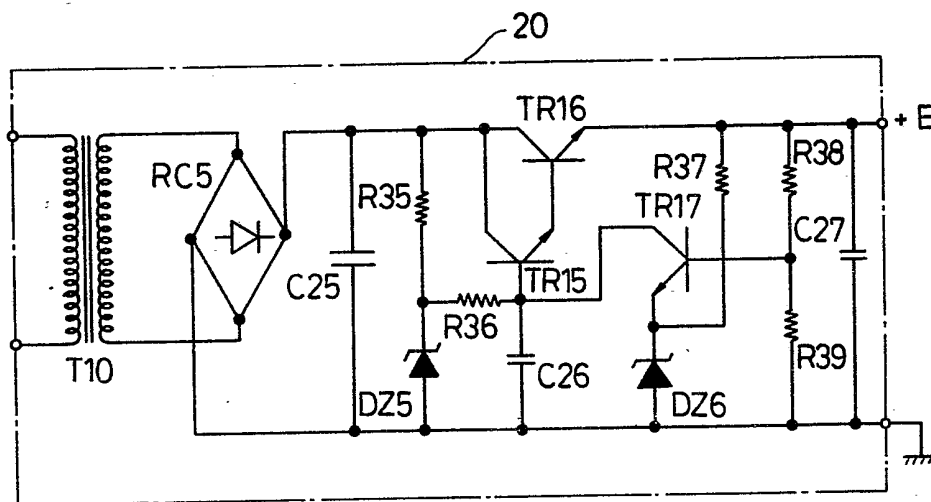 20
+ E
TR16
RC5
R35
R37
R38
TR17
C27
C25
TR15
R36
R39
T10
C26
DZ5
DZ6